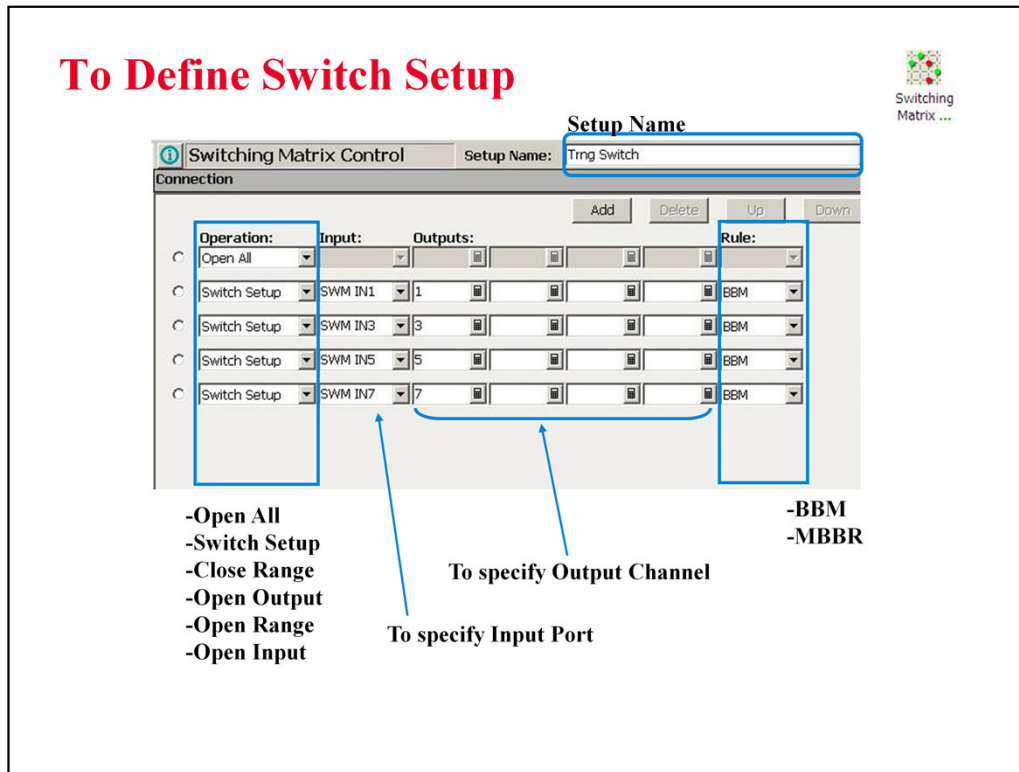 To Define Switch Setup
Switching
Matrix ...
Setup Name
Switching Matrix Control Setup Name: Trng Switch
Connection
Add Delete Up Down
Operation: Input: Outputs: Rule:
Open All
Switch Setup SWM IN1 1 BBM
Switch Setup SWM IN3 3 BBM
Switch Setup SWM IN5 5 BBM
Switch Setup SWM IN7 7 BBM
-Open All
-Switch Setup
-Close Range
-Open Output
-Open Range
-Open Input
To specify Input Port
To specify Output Channel
-BBM
-MBBR